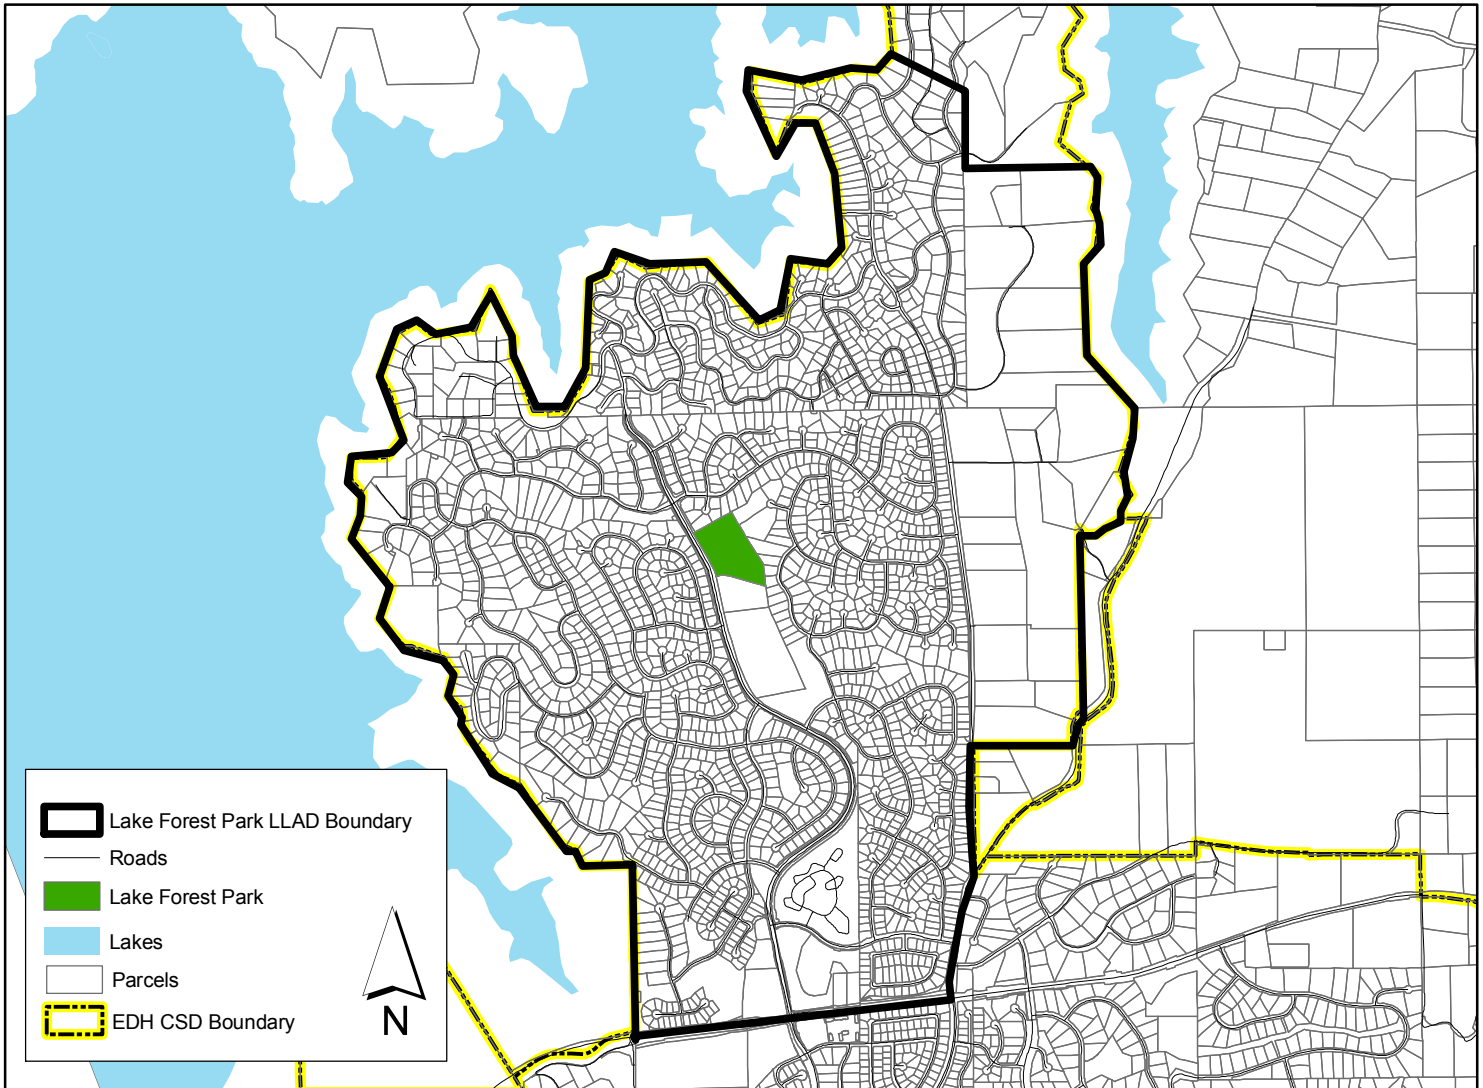 Lake Forest Park LLAD Boundary
Roads
Lake Forest Park
Lakes
Parcels
EDH CSD Boundary
N